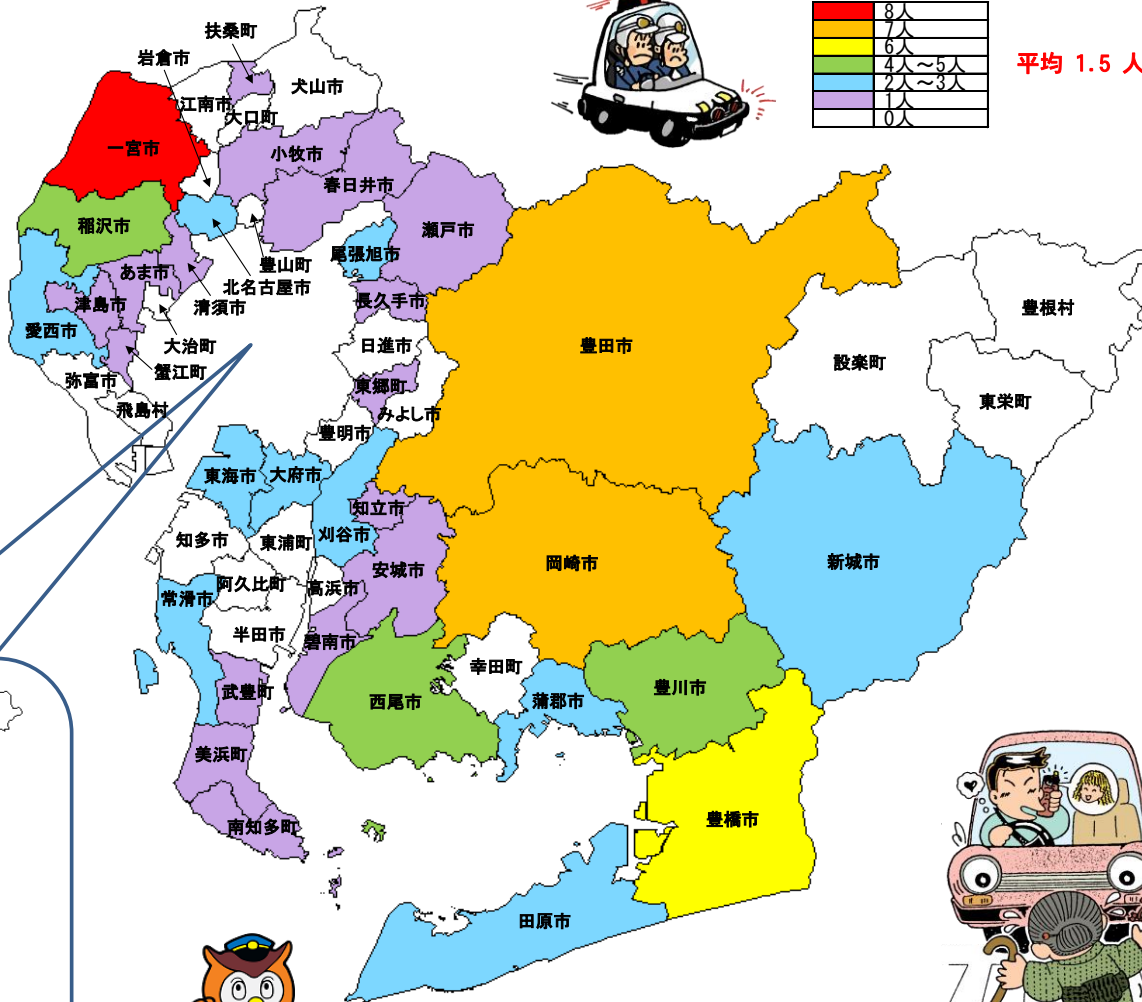 8人
7人
6人
4人～5人
2人～3人
1人
0人
平均 1.5 人
扶桑町
岩倉市
犬山市
江南市
大口町
一宮市
小牧市
春日井市
稲沢市
瀬戸市
尾張旭市
豊山町
あま市
北名古屋市
長久手市
津島市
清須市
愛西市
大治町
日進市
豊田市
豊根村
設楽町
蟹江町
弥富市
東郷町
飛島村
みよし市
東栄町
豊明市
東海市
大府市
知立市
刈谷市
知多市
東浦町
岡崎市
新城市
安城市
阿久比町
高浜市
常滑市
半田市
碧南市
幸田町
武豊町
西尾市
蒲郡市
豊川市
美浜町
南知多町
豊橋市
田原市